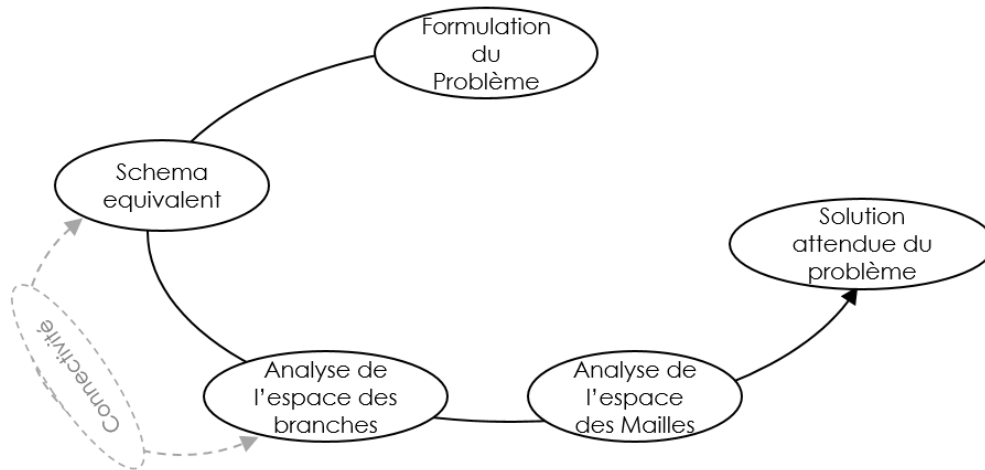 Formulation
du
Problème
Schema
equivalent
Connectivité
Analyse de
l'espace des
branches
Analyse de
l'espace
des Mailles
Solution
attendue du
problème